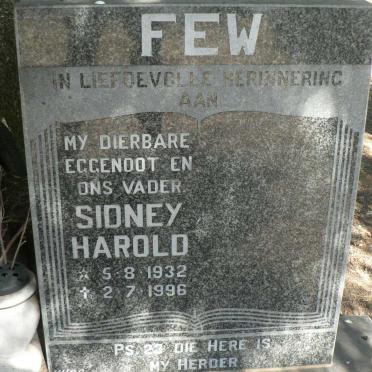 FEW
IN LIEFDEVOLLE HERINNERING
AAN
MY DIERBARE
EGGENOOT EN
ONS VADER
SIDNEY
HAROLD
☆ 5·8·1932
✝ 2·7·1996
PS. 23 DIE HERE IS
MY HERDER